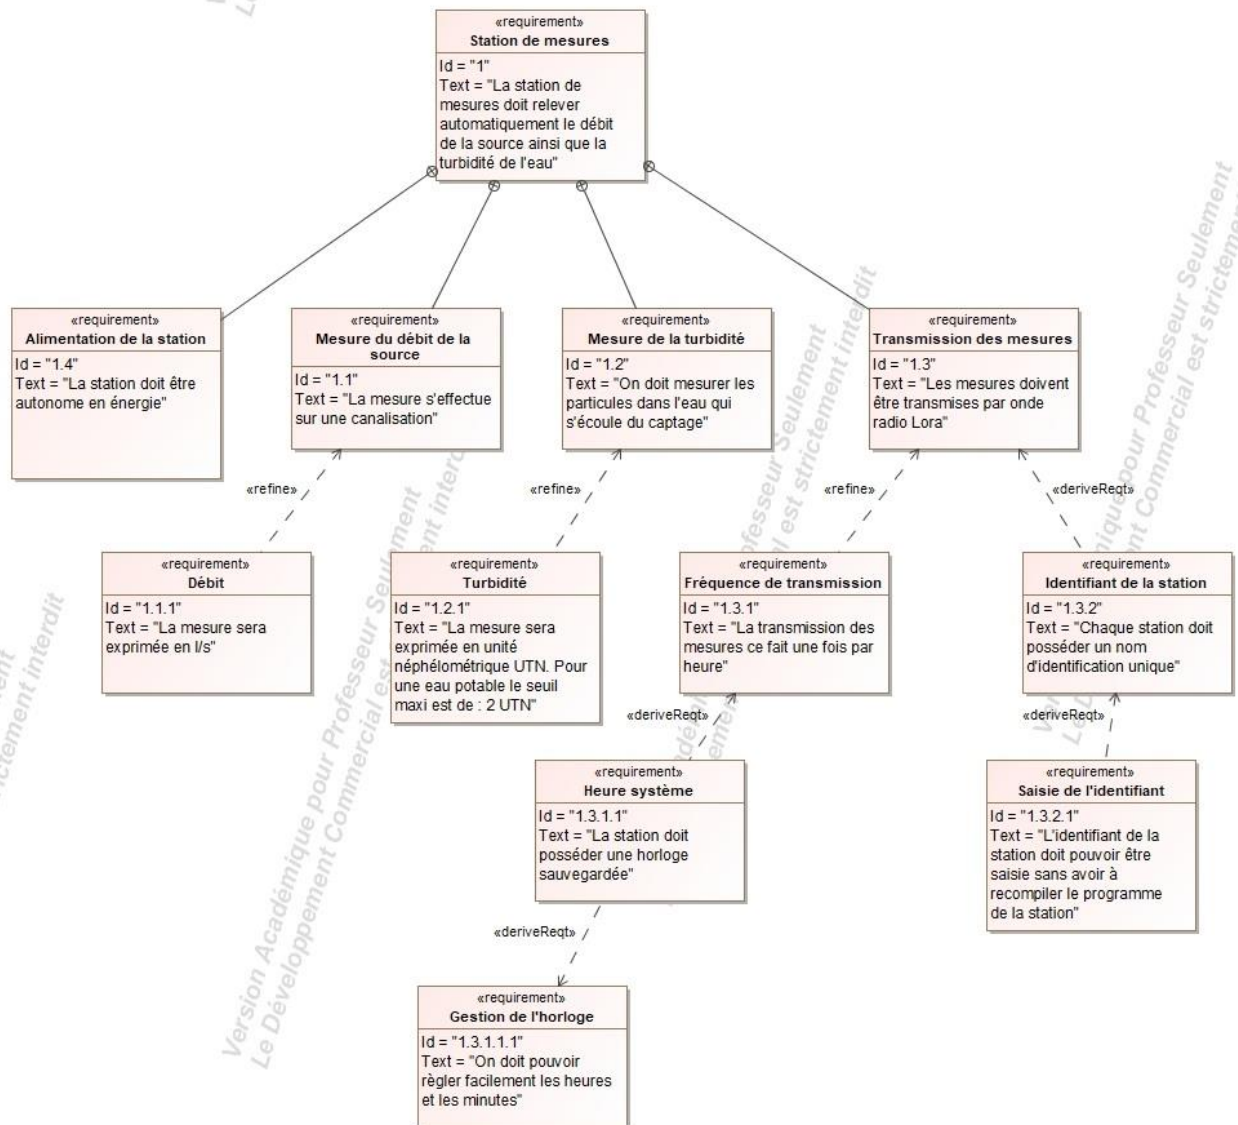 «requirement»
Station de mesures
Id = "1"
Text = "La station de
mesures doit relever
automatiquement le débit
de la source ainsi que la
turbidité de l'eau"
«requirement»
Alimentation de la station
Id = "1.4"
Text = "La station doit être
autonome en énergie"
«requirement»
Mesure du débit de la
source
Id = "1.1"
Text = "La mesure s'effectue
sur une canalisation"
«requirement»
Mesure de la turbidité
Id = "1.2"
Text = "On doit mesurer les
particules dans l'eau qui
s'écoule du captage"
«requirement»
Transmission des mesures
Id = "1.3"
Text = "Les mesures doivent
être transmises par onde
radio Lora"
«refine»
«refine»
«refine»
«deriveReqt»
«requirement»
Débit
Id = "1.1.1"
Text = "La mesure sera
exprimée en l/s"
«requirement»
Turbidité
Id = "1.2.1"
Text = "La mesure sera
exprimée en unité
néphélométrique UTN. Pour
une eau potable le seuil
maxi est de : 2 UTN"
«requirement»
Fréquence de transmission
Id = "1.3.1"
Text = "La transmission des
mesures ce fait une fois par
heure"
«requirement»
Identifiant de la station
Id = "1.3.2"
Text = "Chaque station doit
posséder un nom
d'identification unique"
«deriveReqt»
«deriveReqt»
«requirement»
Heure système
Id = "1.3.1.1"
Text = "La station doit
posséder une horloge
sauvegardée"
«requirement»
Saisie de l'identifiant
Id = "1.3.2.1"
Text = "L'identifiant de la
station doit pouvoir être
saisie sans avoir à
recompiler le programme
de la station"
«deriveReqt»
«requirement»
Gestion de l'horloge
Id = "1.3.1.1.1"
Text = "On doit pouvoir
règler facilement les heures
et les minutes"
Version Académique pour Professeur Seulement
Le Développement Commercial est